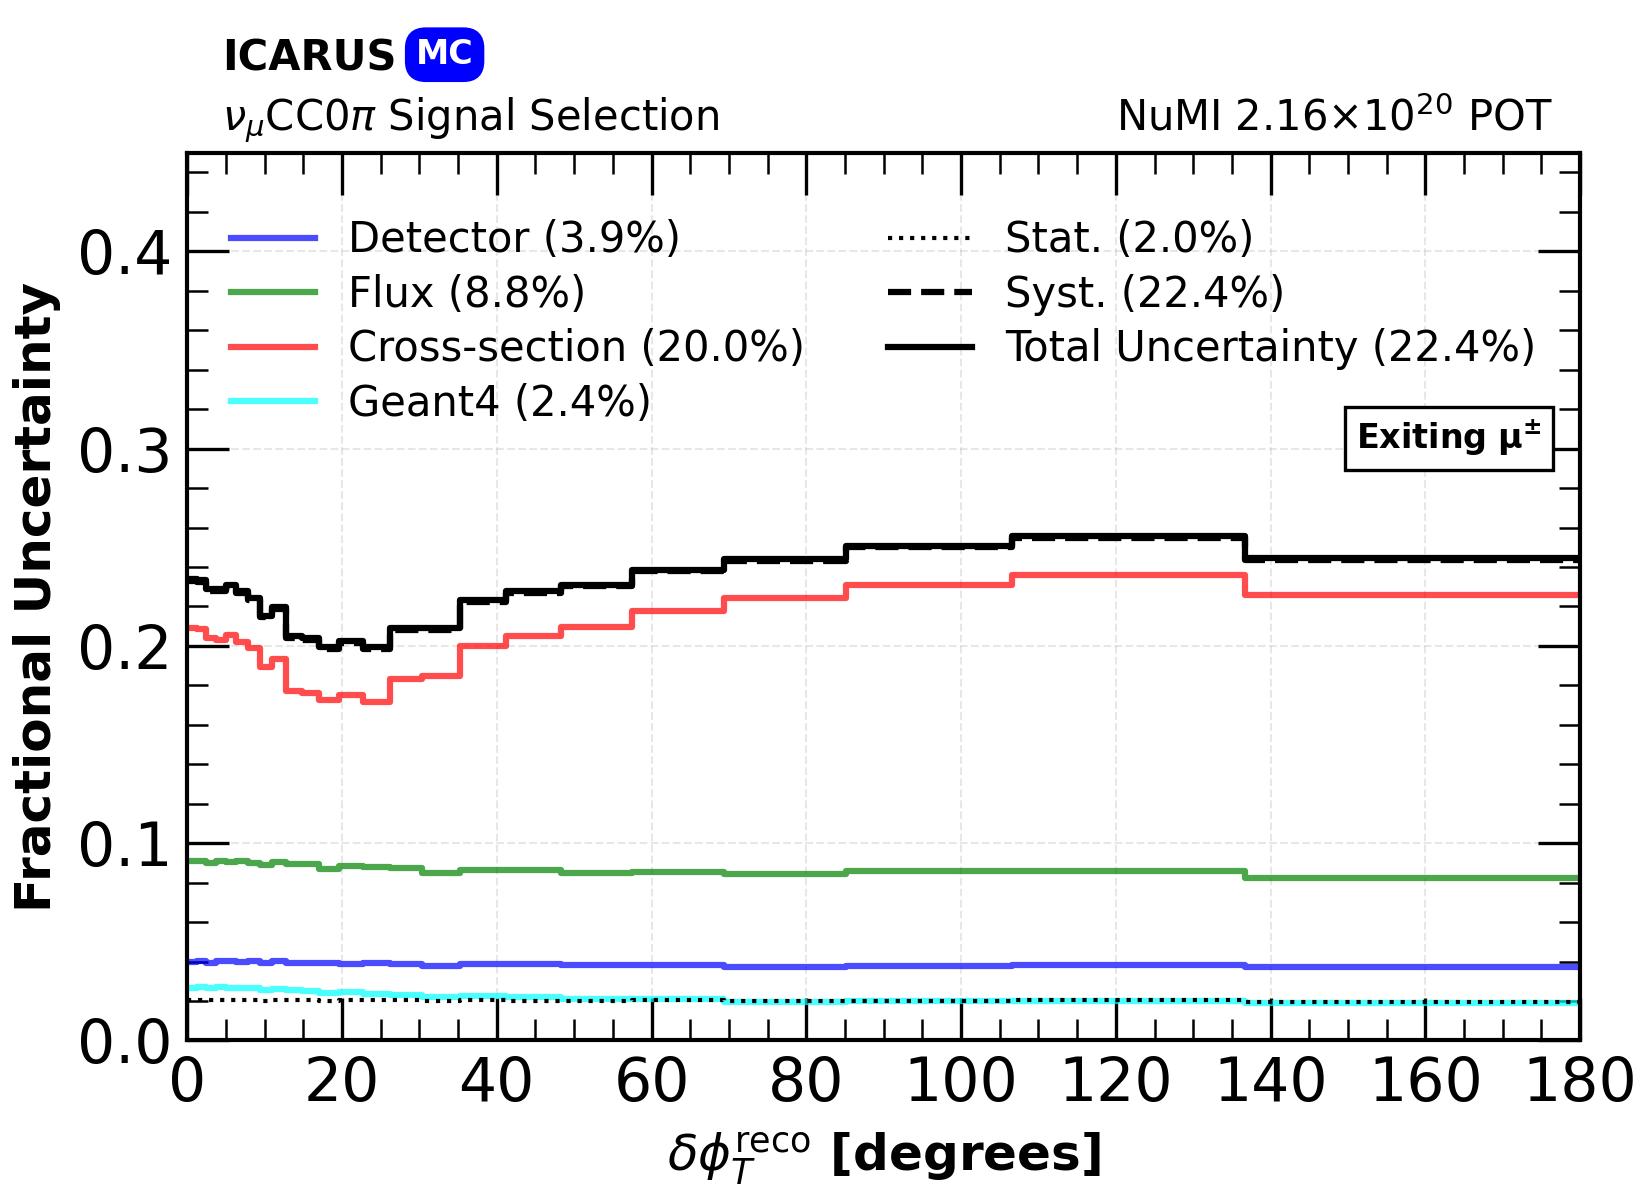 ICARUS MC
νμCC0π Signal Selection NuMI 2.16×10²⁰ POT
Detector (3.9%) Stat. (2.0%)
Flux (8.8%) Syst. (22.4%)
Cross-section (20.0%) Total Uncertainty (22.4%)
Geant4 (2.4%)
Exiting μ±
Fractional Uncertainty
0.4
0.3
0.2
0.1
0.0
0 20 40 60 80 100 120 140 160 180
δϕT reco [degrees]